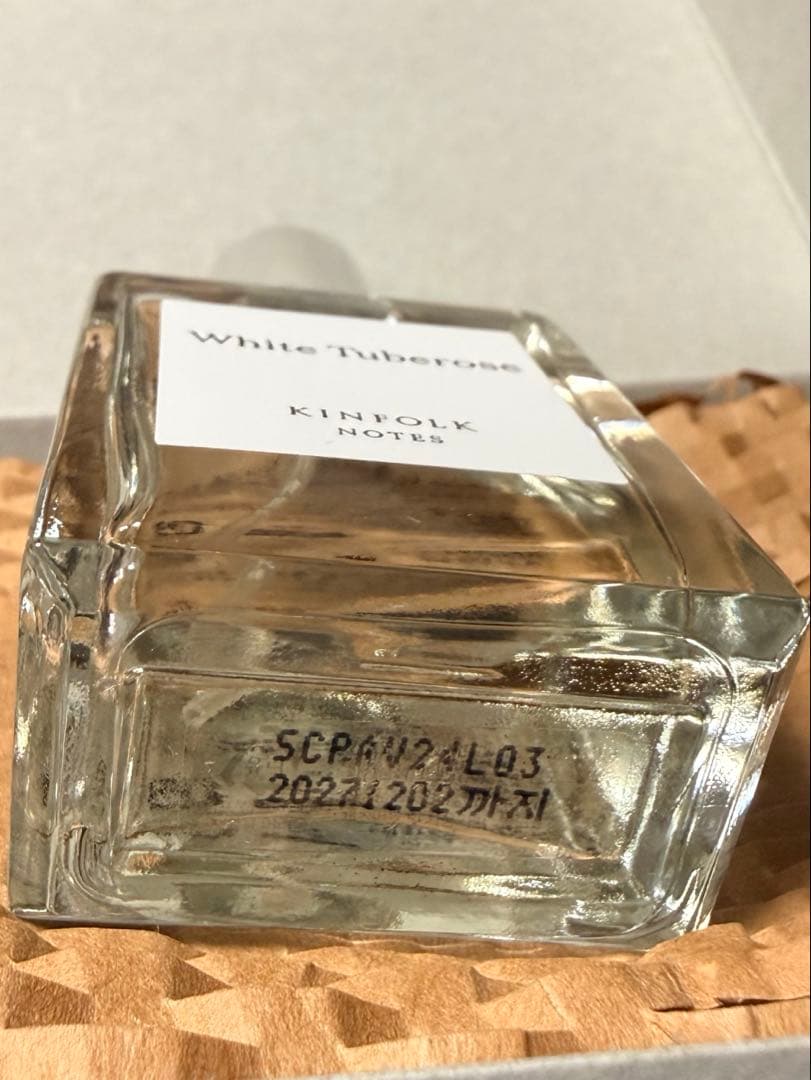 White Tuberose
KINFOLK
NOTES
SCPAV24L03
20271202까지